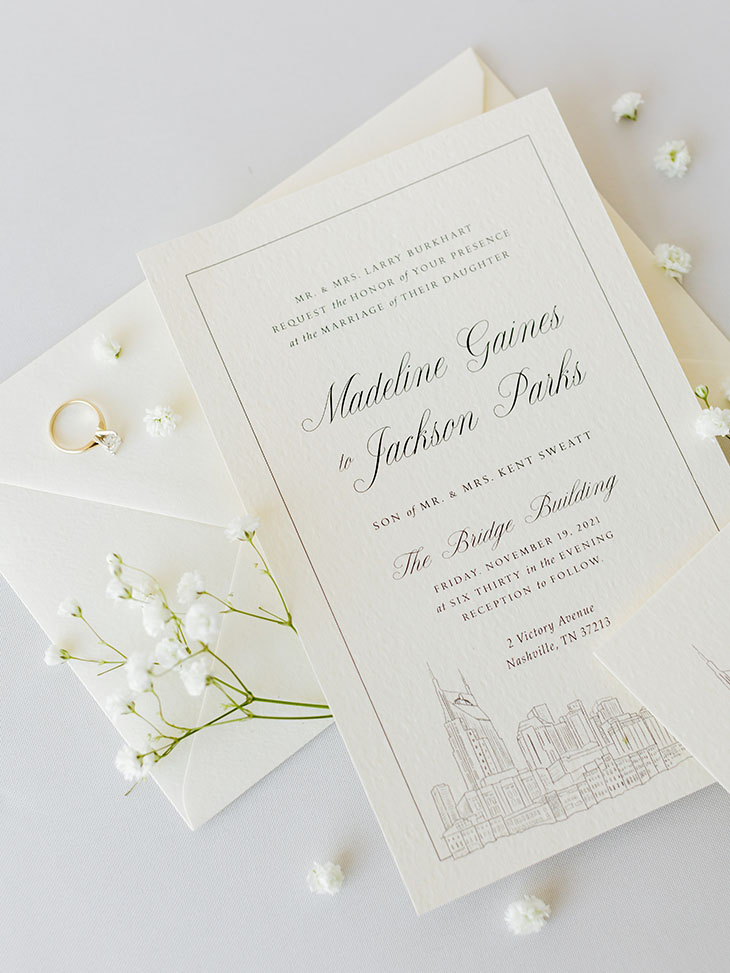 MR. & MRS. LARRY BURKHART
REQUEST the HONOR of YOUR PRESENCE
at the MARRIAGE of THEIR DAUGHTER
Madeline Gaines
to Jackson Parks
SON of MR. & MRS. KENT SWEATT
The Bridge Building
FRIDAY, NOVEMBER 19, 2021
at SIX THIRTY in the EVENING
RECEPTION to FOLLOW.
2 Victory Avenue
Nashville, TN 37213